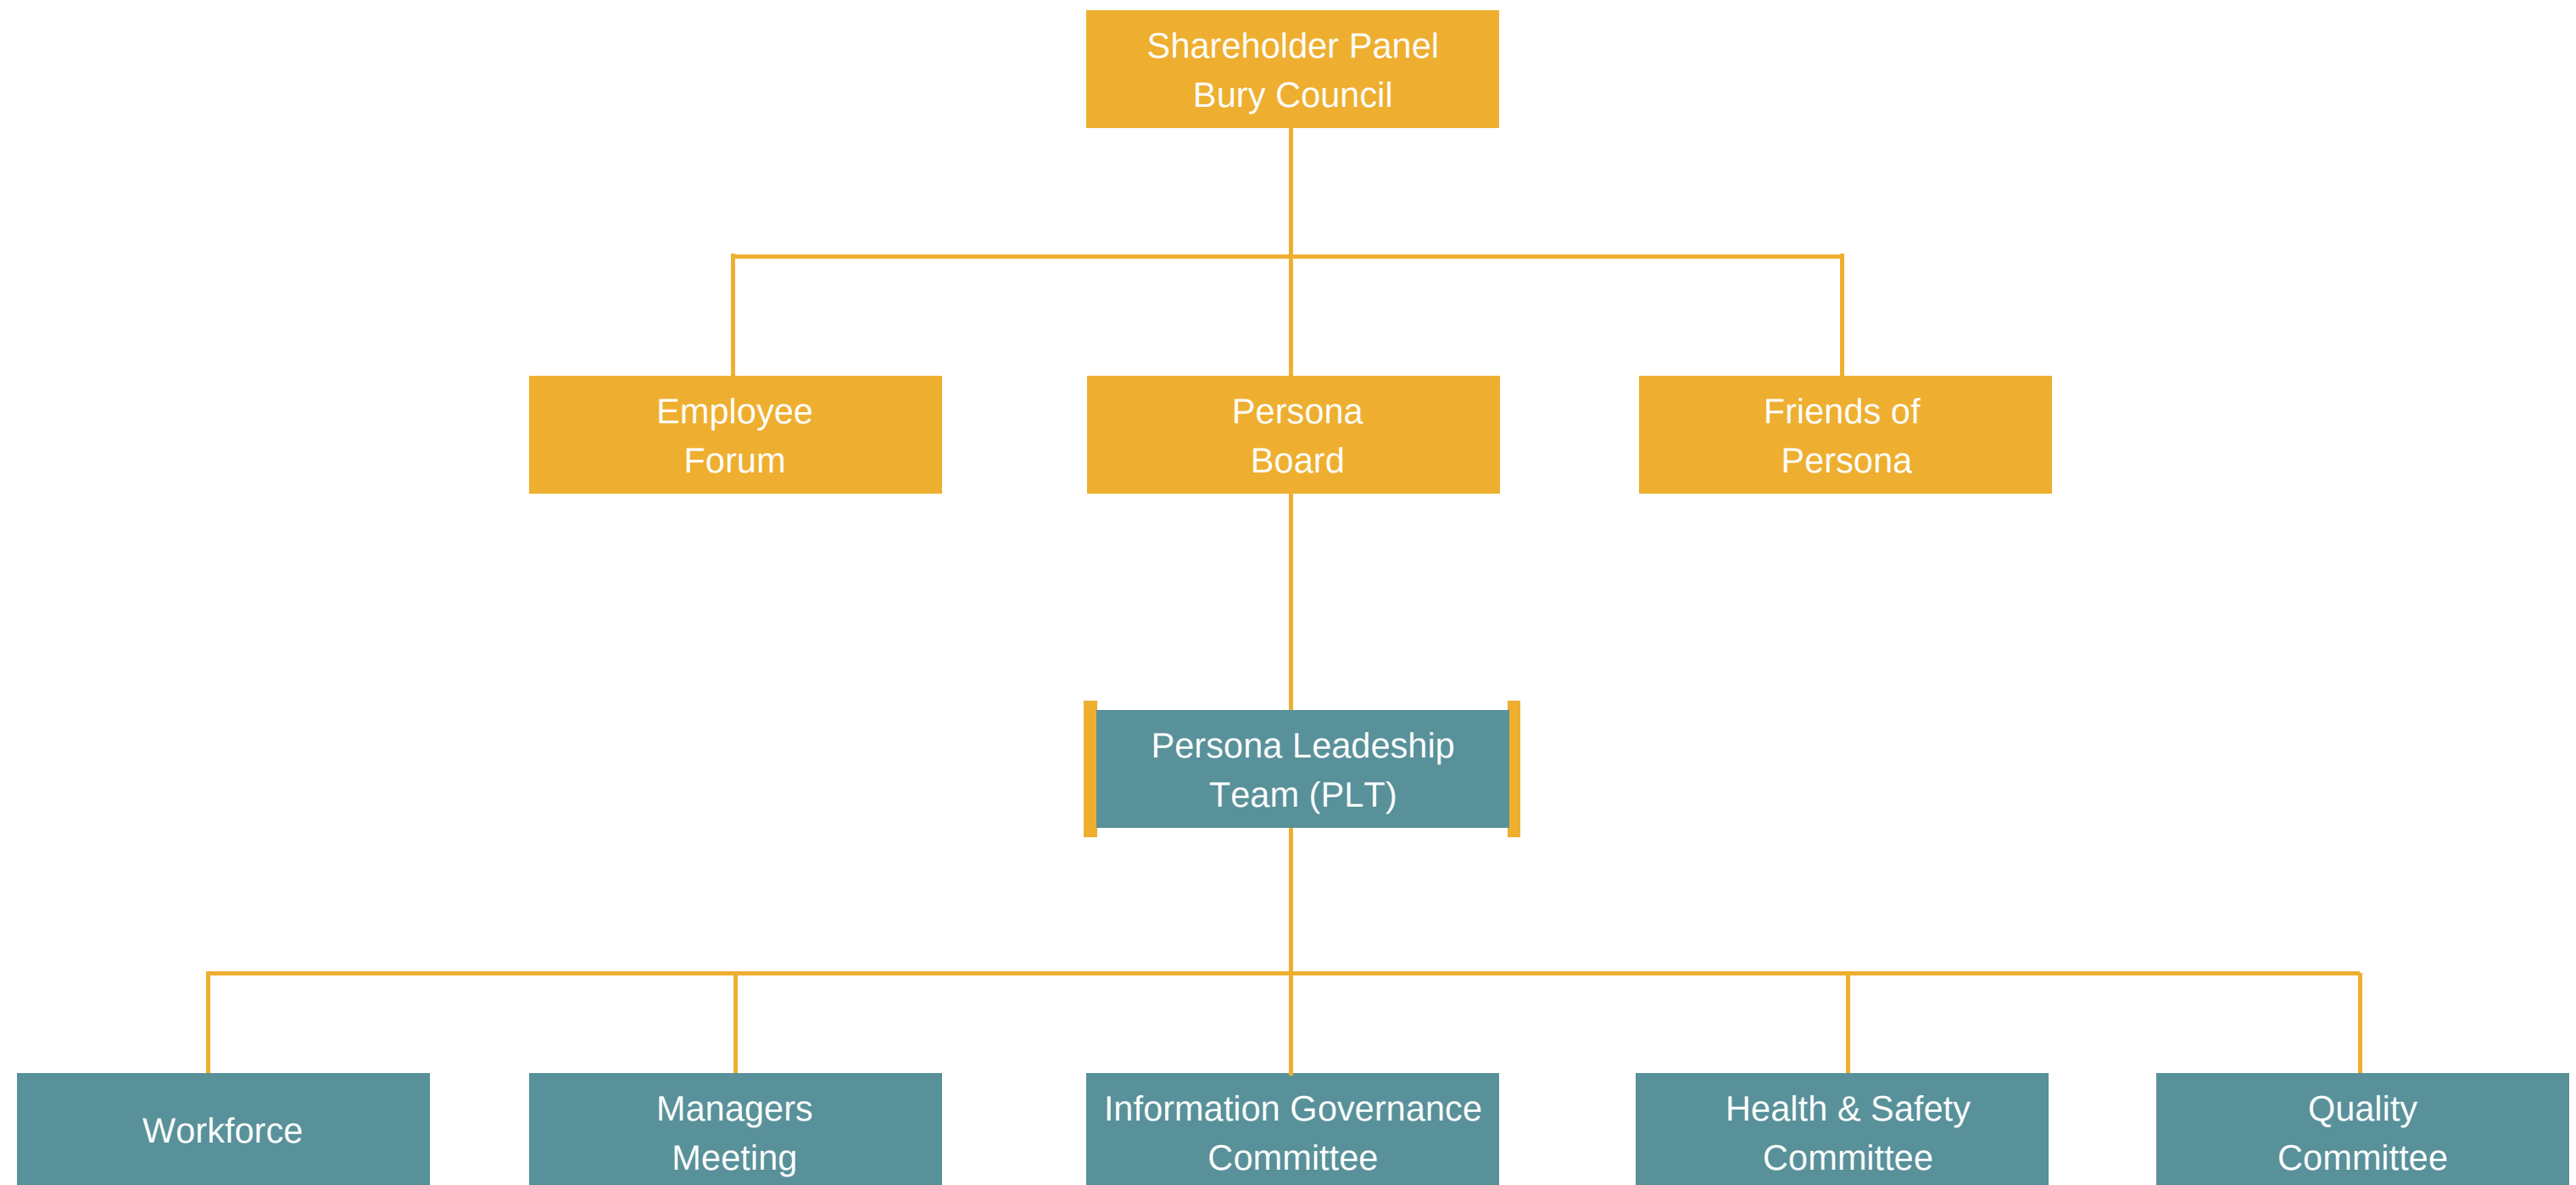 Shareholder Panel
Bury Council
Employee
Forum
Persona
Board
Friends of
Persona
Persona Leadeship
Team (PLT)
Workforce
Managers
Meeting
Information Governance
Committee
Health & Safety
Committee
Quality
Committee